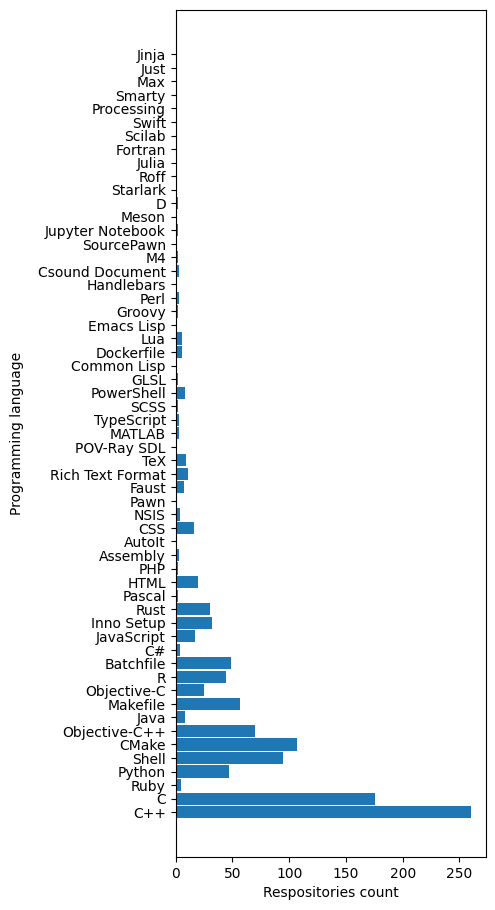 Jinja
Just
Max
Smarty
Processing
Swift
Scilab
Fortran
Julia
Roff
Starlark
D
Meson
Jupyter Notebook
SourcePawn
M4
Csound Document
Handlebars
Perl
Groovy
Emacs Lisp
Lua
Dockerfile
Common Lisp
GLSL
PowerShell
SCSS
TypeScript
MATLAB
POV-Ray SDL
TeX
Rich Text Format
Faust
Pawn
NSIS
CSS
AutoIt
Assembly
PHP
HTML
Pascal
Rust
Inno Setup
JavaScript
C#
Batchfile
R
Objective-C
Makefile
Java
Objective-C++
CMake
Shell
Python
Ruby
C
C++
Programming language
0 50 100 150 200 250
Respositories count